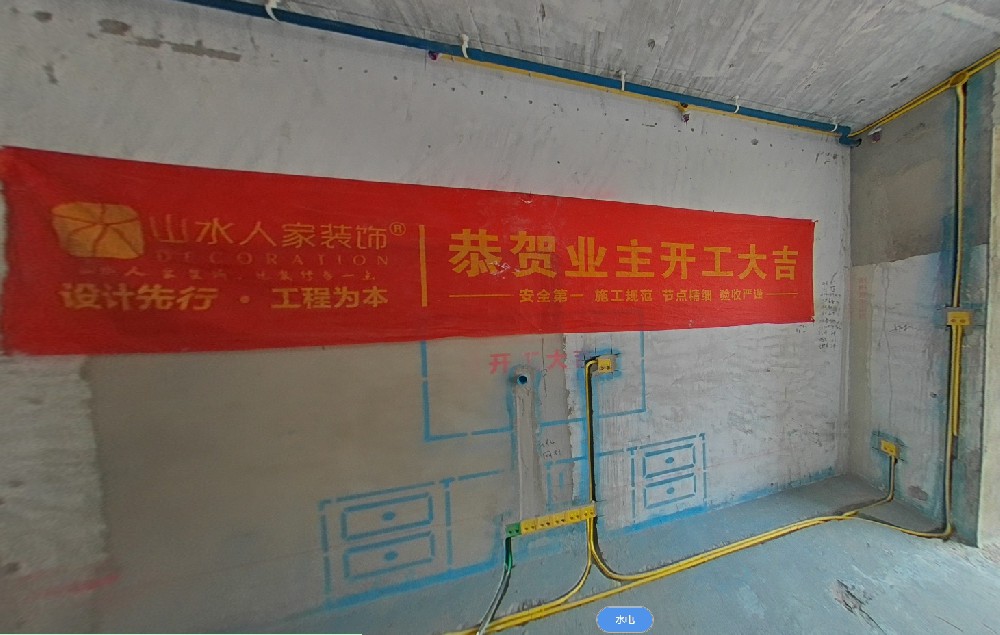 山水人家装饰®
DECORATION
设计先行·工程为本
恭贺业主开工大吉
安全第一 施工规范 节点精细 验收严谨
开工大
水电